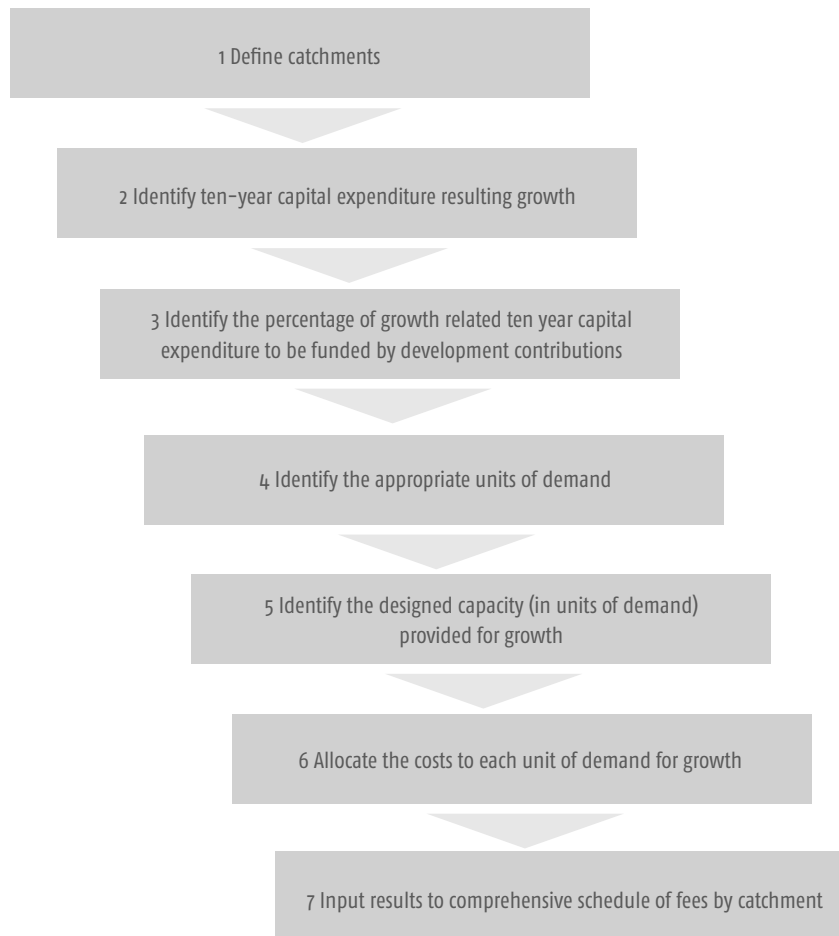 1 Define catchments
2 Identify ten-year capital expenditure resulting growth
3 Identify the percentage of growth related ten year capital
expenditure to be funded by development contributions
4 Identify the appropriate units of demand
5 Identify the designed capacity (in units of demand)
provided for growth
6 Allocate the costs to each unit of demand for growth
7 Input results to comprehensive schedule of fees by catchment